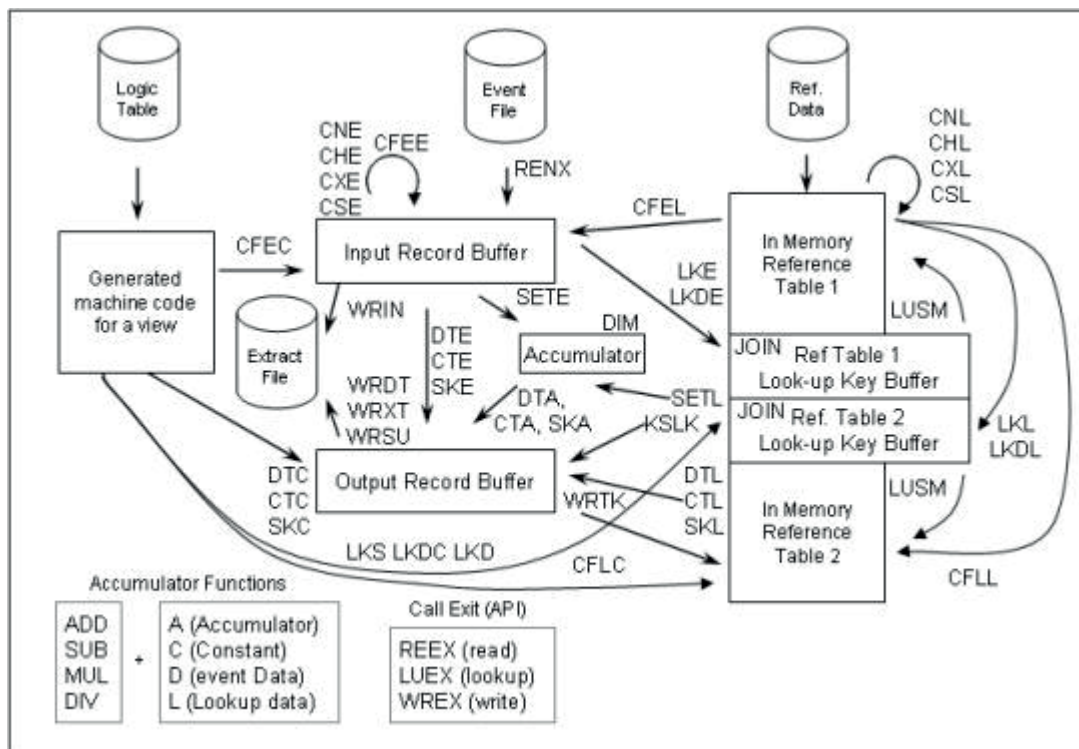 Logic
Table
Event
File
Ref.
Data
CNE
CHE
CXE
CSE
CFEE
RENX
CNL
CHL
CXL
CSL
CFEL
CFEC
Input Record Buffer
Generated
machine code
for a view
In Memory
Reference
Table 1
LKE
LKDE
WRIN
SETE
DIM
LUSM
Extract
File
DTE
CTE
SKE
Accumulator
JOIN
Ref Table 1
Look-up Key Buffer
WRDT
WRXT
WRSU
DTA,
CTA, SKA
SETL
KSLK
JOIN
Ref. Table 2
Look-up Key Buffer
LKL
LKDL
DTC
CTC
SKC
Output Record Buffer
WRTK
DTL
CTL
SKL
LUSM
In Memory
Reference
Table 2
LKS LKDC LKD
CFLC
CFLL
Accumulator Functions
ADD
SUB
MUL
DIV
+
A (Accumulator)
C (Constant)
D (event Data)
L (Lookup data)
Call Exit (API)
REEX (read)
LUEX (lookup)
WREX (write)